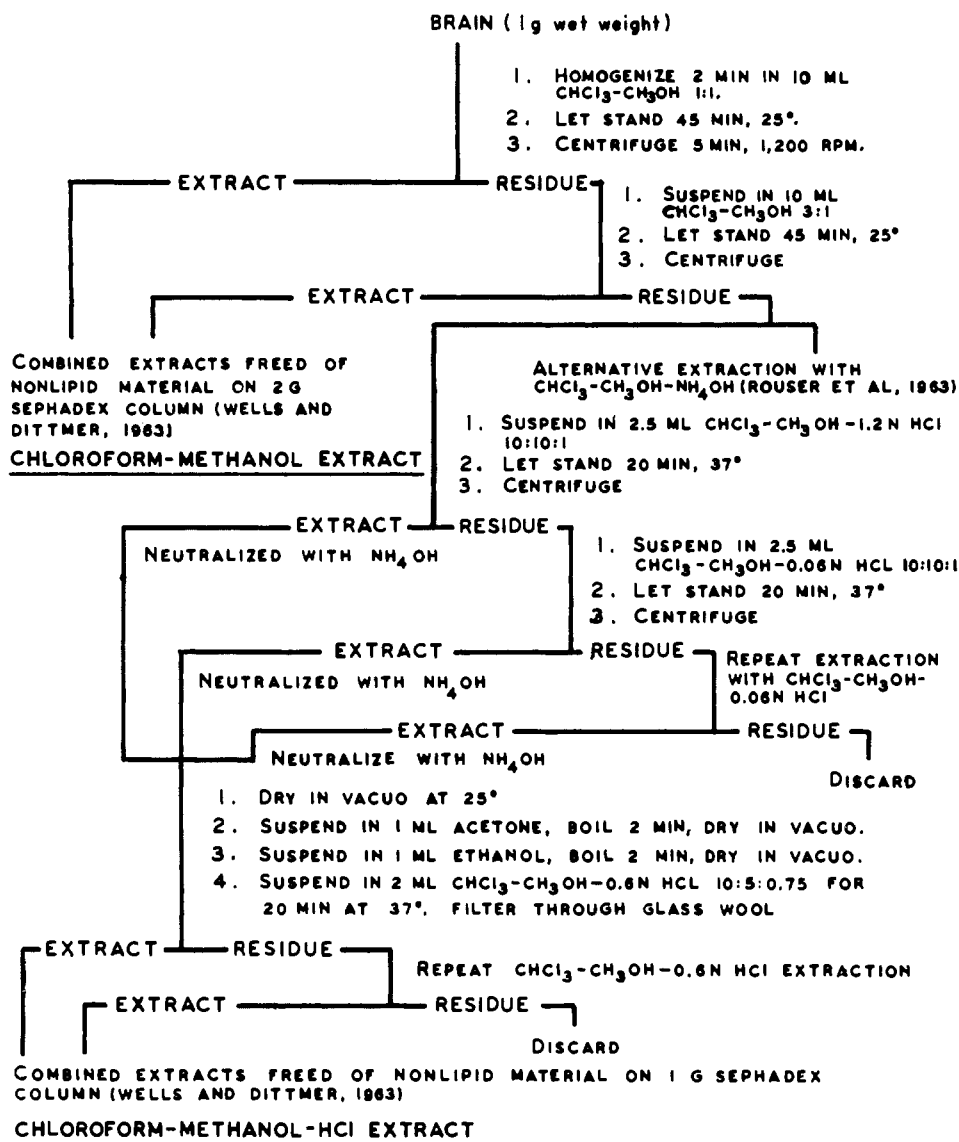 BRAIN (1g wet weight)
1. HOMOGENIZE 2 MIN IN 10 ML
CHCl3-CH3OH 1:1.
2. LET STAND 45 MIN, 25°.
3. CENTRIFUGE 5 MIN, 1,200 RPM.
EXTRACT
RESIDUE
1. SUSPEND IN 10 ML
CHCl3-CH3OH 3:1
2. LET STAND 45 MIN, 25°
3. CENTRIFUGE
EXTRACT
RESIDUE
COMBINED EXTRACTS FREED OF
NONLIPID MATERIAL ON 2G
SEPHADEX COLUMN (WELLS AND
DITTMER, 1963)
CHLOROFORM-METHANOL EXTRACT
ALTERNATIVE EXTRACTION WITH
CHCl3-CH3OH-NH4OH (ROUSER ET AL, 1963)
1. SUSPEND IN 2.5 ML CHCl3-CH3OH-1.2N HCl
10:10:1
2. LET STAND 20 MIN, 37°
3. CENTRIFUGE
EXTRACT
RESIDUE
NEUTRALIZED WITH NH4OH
1. SUSPEND IN 2.5 ML
CHCl3-CH3OH-0.06N HCL 10:10:1
2. LET STAND 20 MIN, 37°
3. CENTRIFUGE
EXTRACT
RESIDUE
NEUTRALIZED WITH NH4OH
REPEAT EXTRACTION
WITH CHCl3-CH3OH-
0.06N HCl
EXTRACT
RESIDUE
NEUTRALIZE WITH NH4OH
DISCARD
1. DRY IN VACUO AT 25°
2. SUSPEND IN 1 ML ACETONE, BOIL 2 MIN, DRY IN VACUO.
3. SUSPEND IN 1 ML ETHANOL, BOIL 2 MIN, DRY IN VACUO.
4. SUSPEND IN 2 ML CHCl3-CH3OH-0.6N HCL 10:5:0.75 FOR
20 MIN AT 37°. FILTER THROUGH GLASS WOOL
EXTRACT
RESIDUE
REPEAT CHCl3-CH3OH-0.6N HCl EXTRACTION
EXTRACT
RESIDUE
DISCARD
COMBINED EXTRACTS FREED OF NONLIPID MATERIAL ON 1 G SEPHADEX
COLUMN (WELLS AND DITTMER, 1963)
CHLOROFORM-METHANOL-HCl EXTRACT